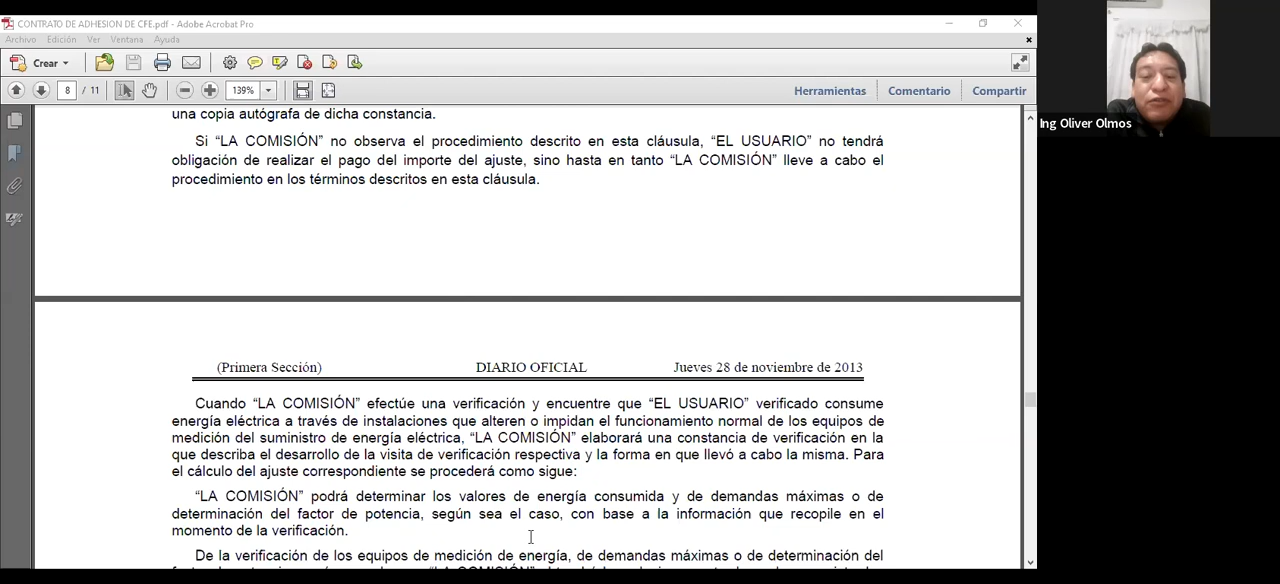 CONTRATO DE ADHESION DE CFE.pdf - Adobe Acrobat Pro
Archivo Edición Ver Ventana Ayuda
Crear
8 / 11 139% Herramientas Comentario Compartir
una copia autógrafa de dicha constancia.
Si “LA COMISIÓN” no observa el procedimiento descrito en esta cláusula, “EL USUARIO” no tendrá
obligación de realizar el pago del importe del ajuste, sino hasta en tanto “LA COMISIÓN” lleve a cabo el
procedimiento en los términos descritos en esta cláusula.
(Primera Sección) DIARIO OFICIAL Jueves 28 de noviembre de 2013
Cuando “LA COMISIÓN” efectúe una verificación y encuentre que “EL USUARIO” verificado consume
energía eléctrica a través de instalaciones que alteren o impidan el funcionamiento normal de los equipos de
medición del suministro de energía eléctrica, “LA COMISIÓN” elaborará una constancia de verificación en la
que describa el desarrollo de la visita de verificación respectiva y la forma en que llevó a cabo la misma. Para
el cálculo del ajuste correspondiente se procederá como sigue:
“LA COMISIÓN” podrá determinar los valores de energía consumida y de demandas máximas o de
determinación del factor de potencia, según sea el caso, con base a la información que recopile en el
momento de la verificación.
De la verificación de los equipos de medición de energía, de demandas máximas o de determinación del
Ing Oliver Olmos